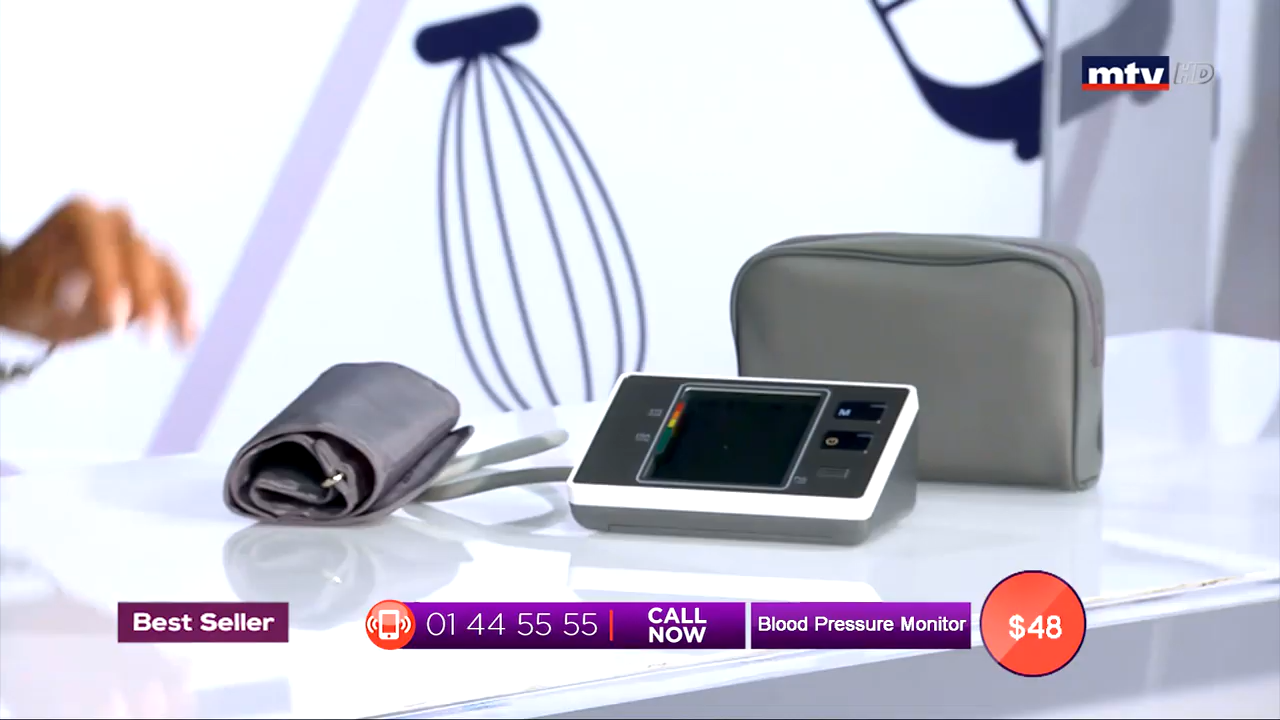 mtv HD
M
Best Seller
01 44 55 55
CALL
NOW
Blood Pressure Monitor
$48